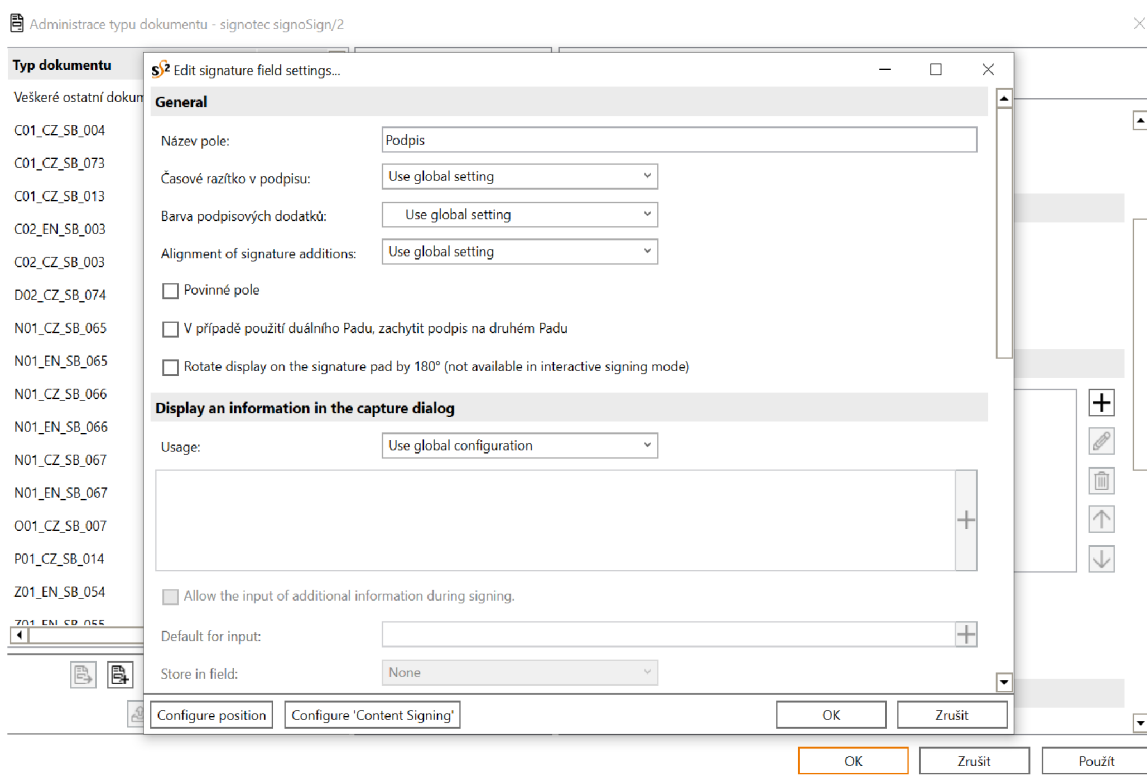 Administrace typu dokumentu - signotec signoSign/2
Typ dokumentu
Veškeré ostatní dokum
C01_CZ_SB_004
C01_CZ_SB_073
C01_CZ_SB_013
C02_EN_SB_003
C02_CZ_SB_003
D02_CZ_SB_074
N01_CZ_SB_065
N01_EN_SB_065
N01_CZ_SB_066
N01_EN_SB_066
N01_CZ_SB_067
N01_EN_SB_067
O01_CZ_SB_007
P01_CZ_SB_014
Z01_EN_SB_054
Z01_EN_SB_055
Edit signature field settings...
General
Název pole: Podpis
Časové razítko v podpisu: Use global setting
Barva podpisových dodatků: Use global setting
Alignment of signature additions: Use global setting
Povinné pole
V případě použití duálního Padu, zachytit podpis na druhém Padu
Rotate display on the signature pad by 180° (not available in interactive signing mode)
Display an information in the capture dialog
Usage: Use global configuration
Allow the input of additional information during signing.
Default for input:
Store in field: None
Configure position Configure 'Content Signing' OK Zrušit
OK Zrušit Použít